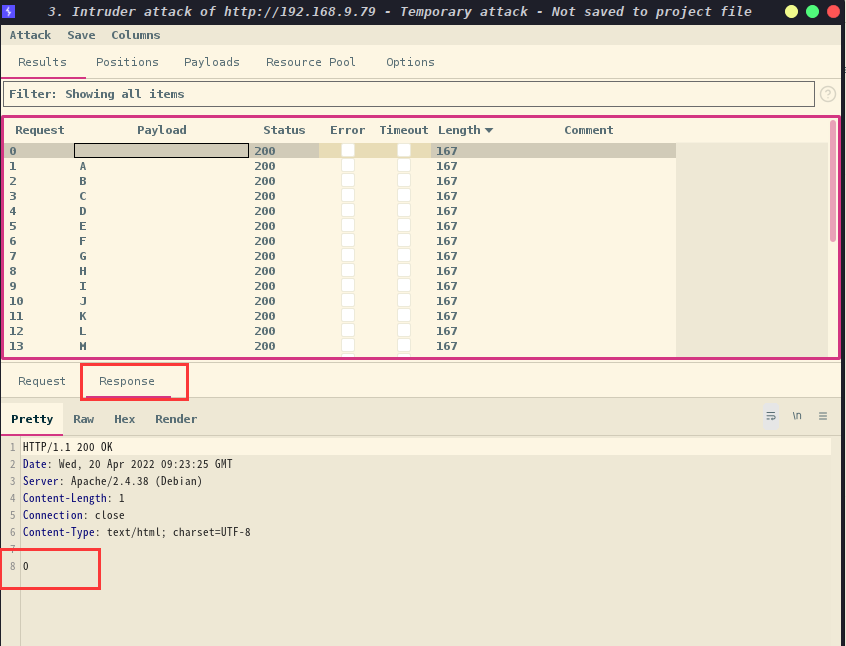 3. Intruder attack of http://192.168.9.79 - Temporary attack - Not saved to project file
Attack Save Columns
Results Positions Payloads Resource Pool Options
Filter: Showing all items ?
Request Payload Status Error Timeout Length Comment
0 200 167
1 A 200 167
2 B 200 167
3 C 200 167
4 D 200 167
5 E 200 167
6 F 200 167
7 G 200 167
8 H 200 167
9 I 200 167
10 J 200 167
11 K 200 167
12 L 200 167
13 M 200 167
Request Response
Pretty Raw Hex Render \n
1 HTTP/1.1 200 OK
2 Date: Wed, 20 Apr 2022 09:23:25 GMT
3 Server: Apache/2.4.38 (Debian)
4 Content-Length: 1
5 Connection: close
6 Content-Type: text/html; charset=UTF-8
7
8 0